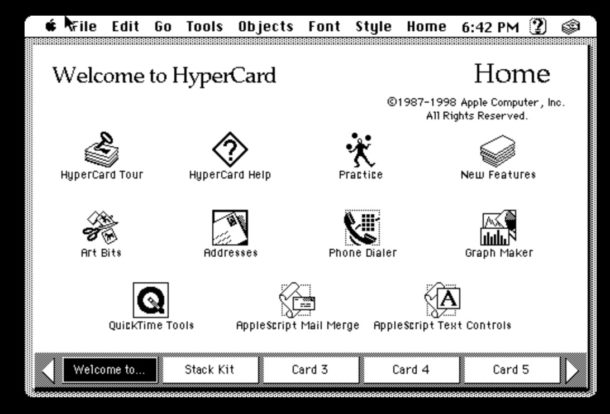 File Edit Go Tools Objects Font Style Home 6:42 PM
Welcome to HyperCard
Home
©1987-1998 Apple Computer, Inc.
All Rights Reserved.
HyperCard Tour
HyperCard Help
Practice
New Features
Art Bits
Addresses
Phone Dialer
Graph Maker
QuickTime Tools
AppleScript Mail Merge
AppleScript Text Controls
Welcome to...
Stack Kit
Card 3
Card 4
Card 5